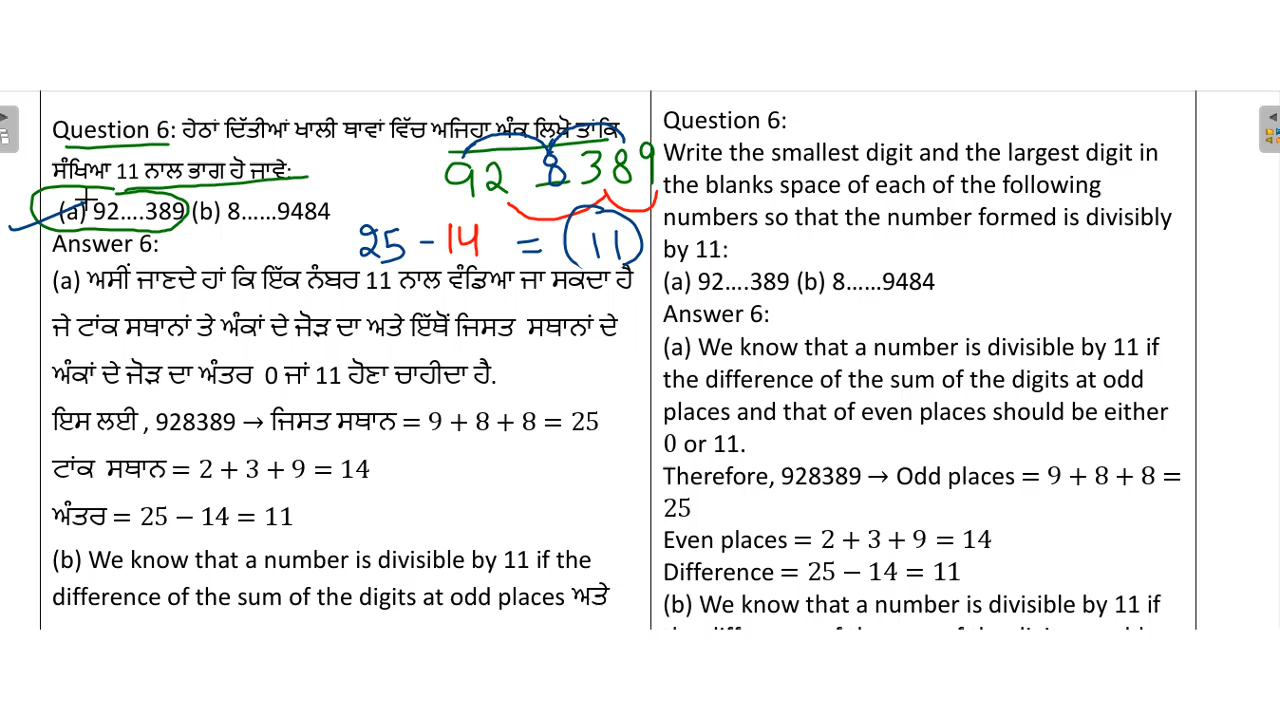 Question 6: ਹੇਠਾਂ ਦਿੱਤੀਆਂ ਖਾਲੀ ਥਾਵਾਂ ਵਿੱਚ ਅਜਿਹਾ ਅੰਕ ਲਿਖੋ ਤਾਂਕਿ
ਸੰਖਿਆ 11 ਨਾਲ ਭਾਗ ਹੋ ਜਾਵੇ:
(a) 92....389 (b) 8......9484
92 8 389
25 - 14 = 11
Answer 6:
(a) ਅਸੀਂ ਜਾਣਦੇ ਹਾਂ ਕਿ ਇੱਕ ਨੰਬਰ 11 ਨਾਲ ਵੰਡਿਆ ਜਾ ਸਕਦਾ ਹੈ
ਜੇ ਟਾਂਕ ਸਥਾਨਾਂ ਤੇ ਅੰਕਾਂ ਦੇ ਜੋੜ ਦਾ ਅਤੇ ਇੱਥੋਂ ਜਿਸਤ ਸਥਾਨਾਂ ਦੇ
ਅੰਕਾਂ ਦੇ ਜੋੜ ਦਾ ਅੰਤਰ 0 ਜਾਂ 11 ਹੋਣਾ ਚਾਹੀਦਾ ਹੈ.
ਇਸ ਲਈ , 928389 → ਜਿਸਤ ਸਥਾਨ = 9 + 8 + 8 = 25
ਟਾਂਕ ਸਥਾਨ = 2 + 3 + 9 = 14
ਅੰਤਰ = 25 − 14 = 11
(b) We know that a number is divisible by 11 if the
difference of the sum of the digits at odd places ਅਤੇ
Question 6:
Write the smallest digit and the largest digit in
the blanks space of each of the following
numbers so that the number formed is divisibly
by 11:
(a) 92....389 (b) 8......9484
Answer 6:
(a) We know that a number is divisible by 11 if
the difference of the sum of the digits at odd
places and that of even places should be either
0 or 11.
Therefore, 928389 → Odd places = 9 + 8 + 8 =
25
Even places = 2 + 3 + 9 = 14
Difference = 25 − 14 = 11
(b) We know that a number is divisible by 11 if